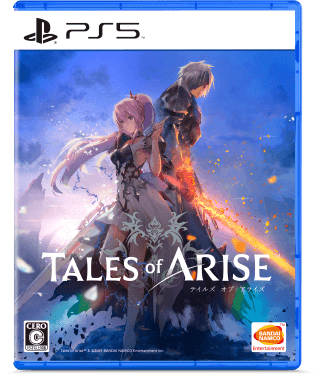 PS5
TALES of ARISE
テイルズ オブ アライズ
CERO
C
BANDAI
NAMCO
Entertainment